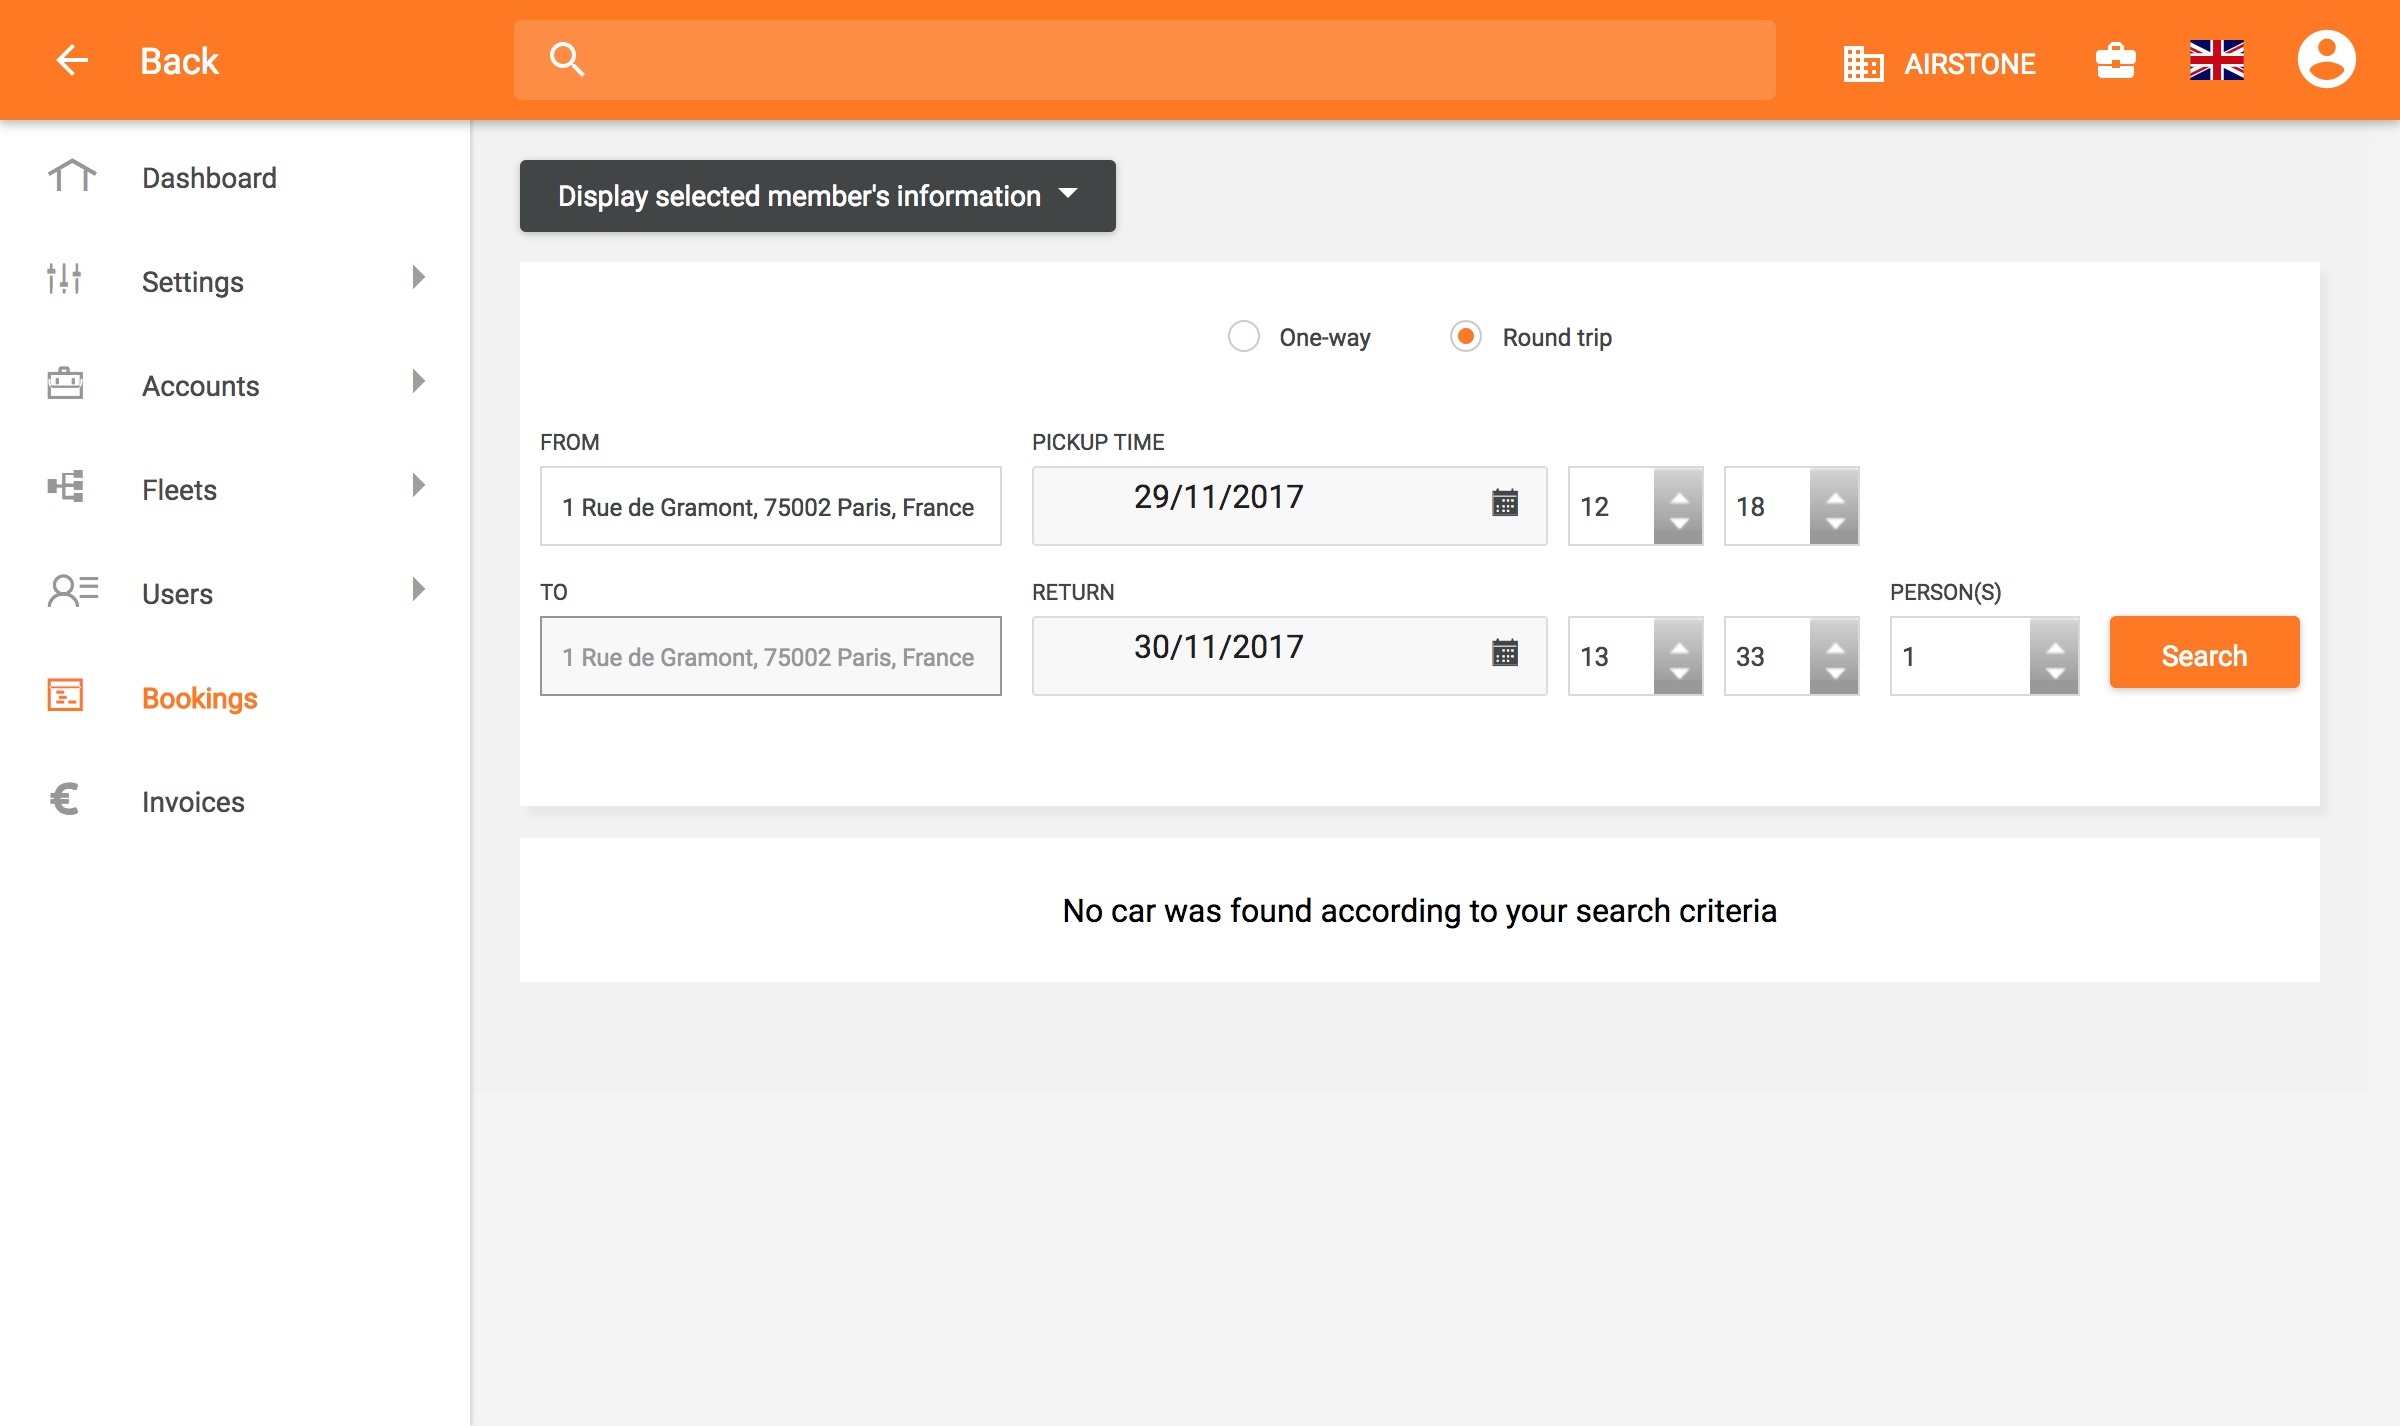 Back
AIRSTONE
Dashboard
Settings
Accounts
Fleets
Users
Bookings
Invoices
Display selected member's information
One-way
Round trip
FROM
PICKUP TIME
1 Rue de Gramont, 75002 Paris, France
29/11/2017
12
18
TO
RETURN
PERSON(S)
1 Rue de Gramont, 75002 Paris, France
30/11/2017
13
33
1
Search
No car was found according to your search criteria